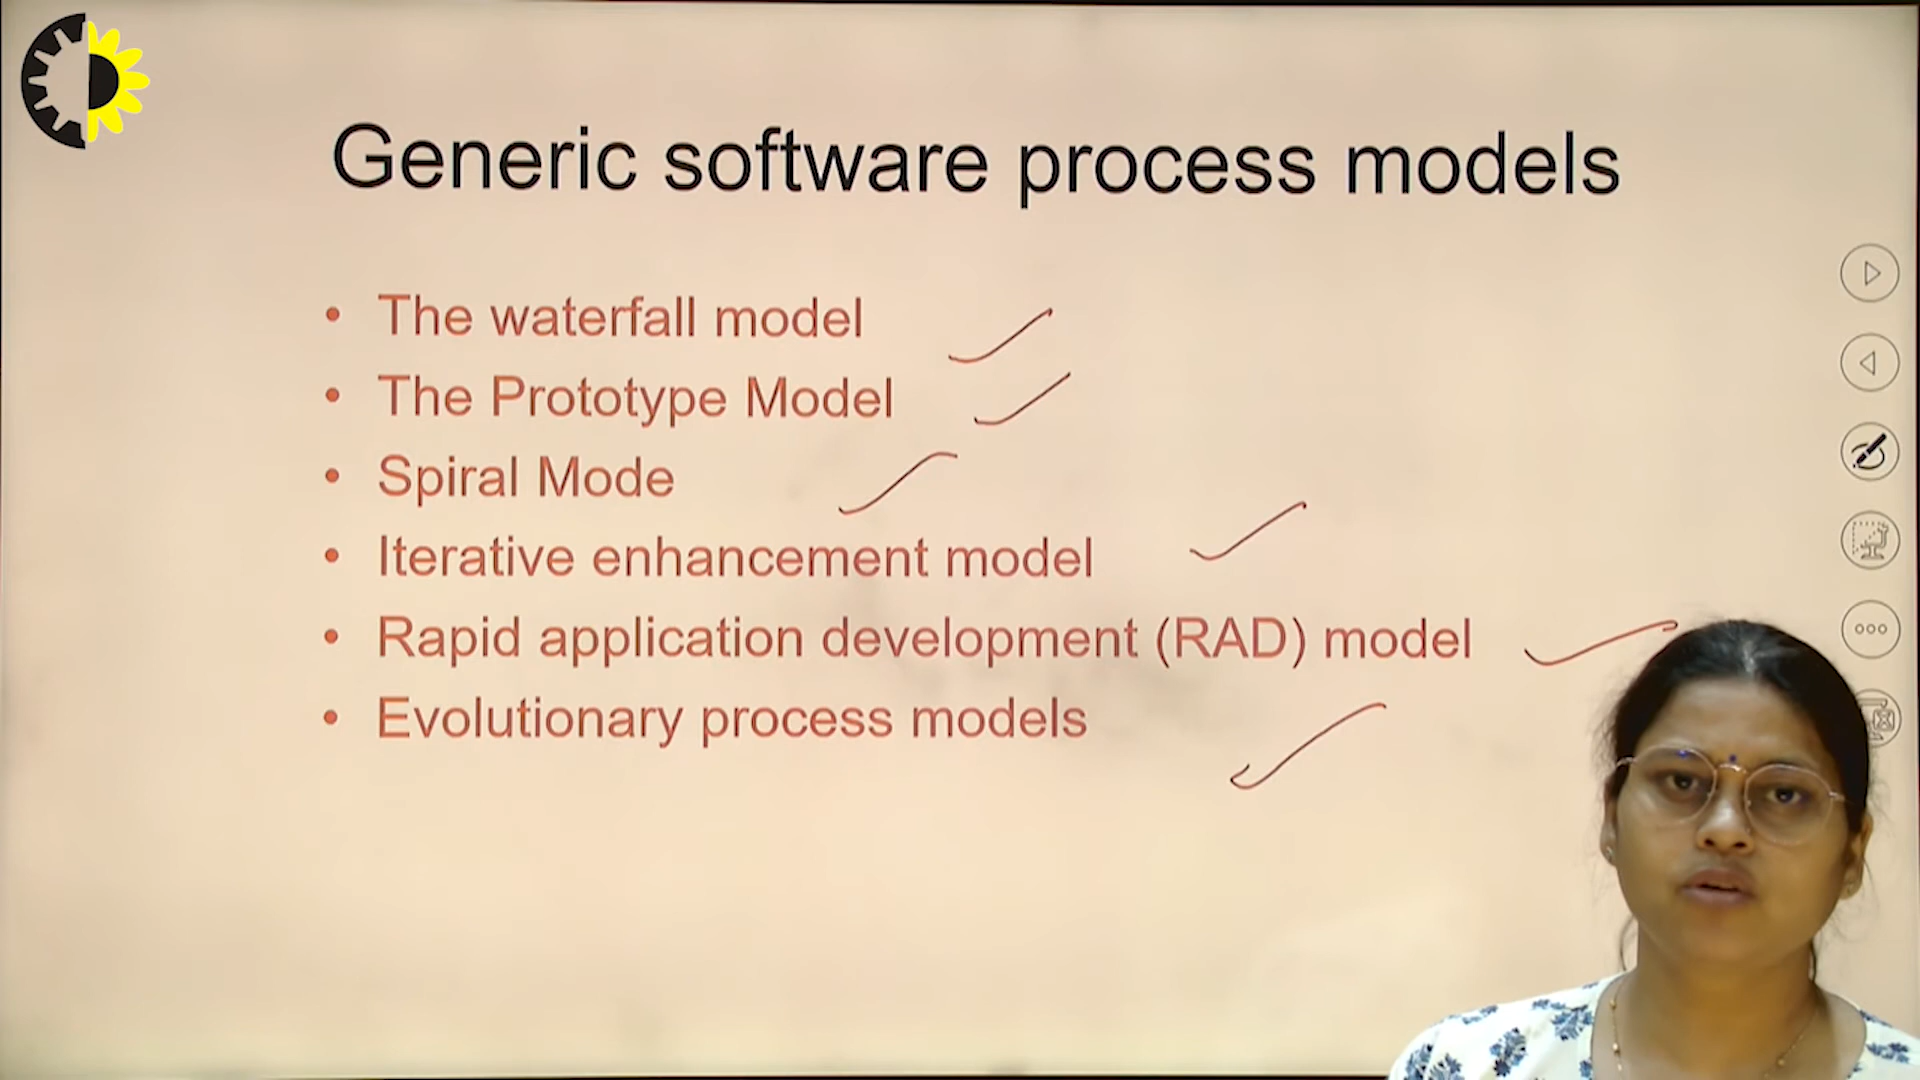 Generic software process models
• The waterfall model
• The Prototype Model
• Spiral Mode
• Iterative enhancement model
• Rapid application development (RAD) model
• Evolutionary process models